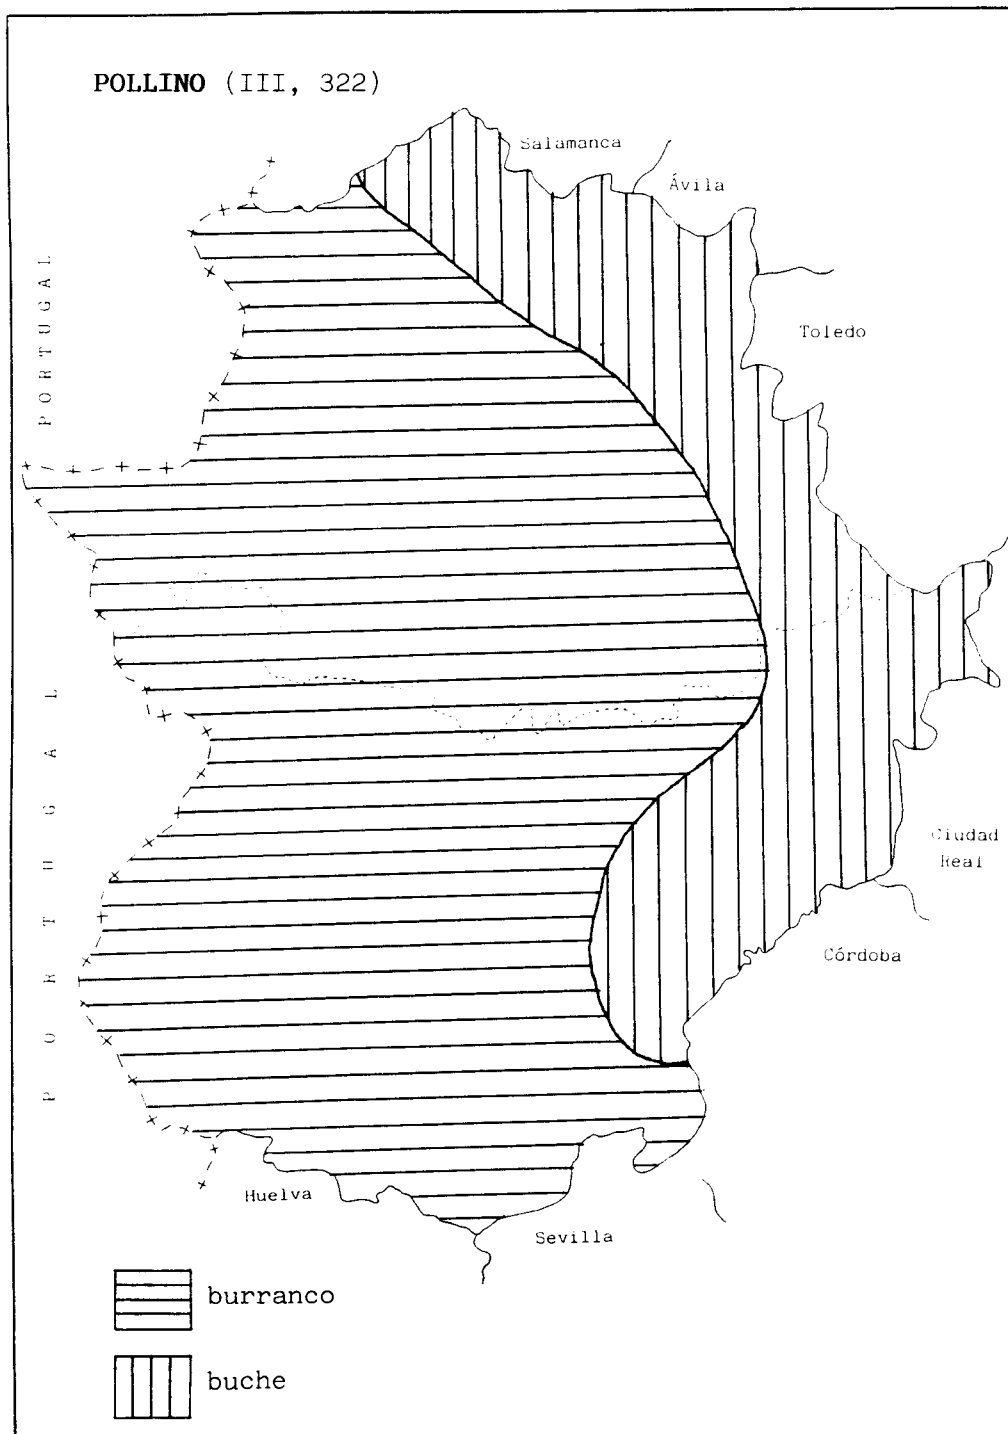 POLLINO (III, 322)
Salamanca
Ávila
PORTUGAL
Toledo
PORTUGAL
Ciudad
Real
Córdoba
Huelva
Sevilla
burranco
buche